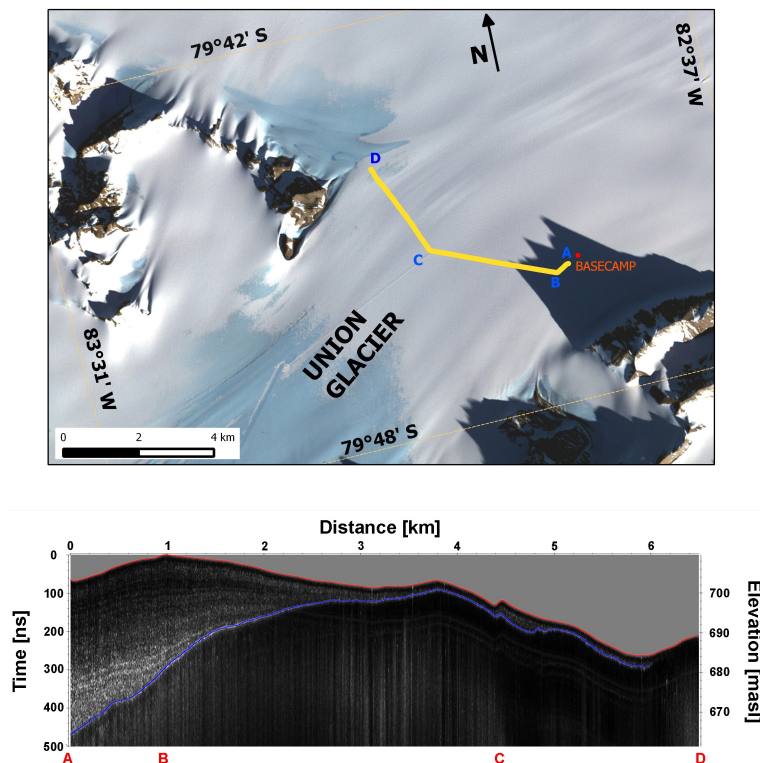 79°42' S
82°37' W
N
D
A
BASECAMP
C
B
UNION
GLACIER
83°31' W
79°48' S
0 2 4 km
Distance [km]
0 1 2 3 4 5 6
0
100
200
300
400
500
Time [ns]
700
690
680
670
Elevation [masl]
A B C D